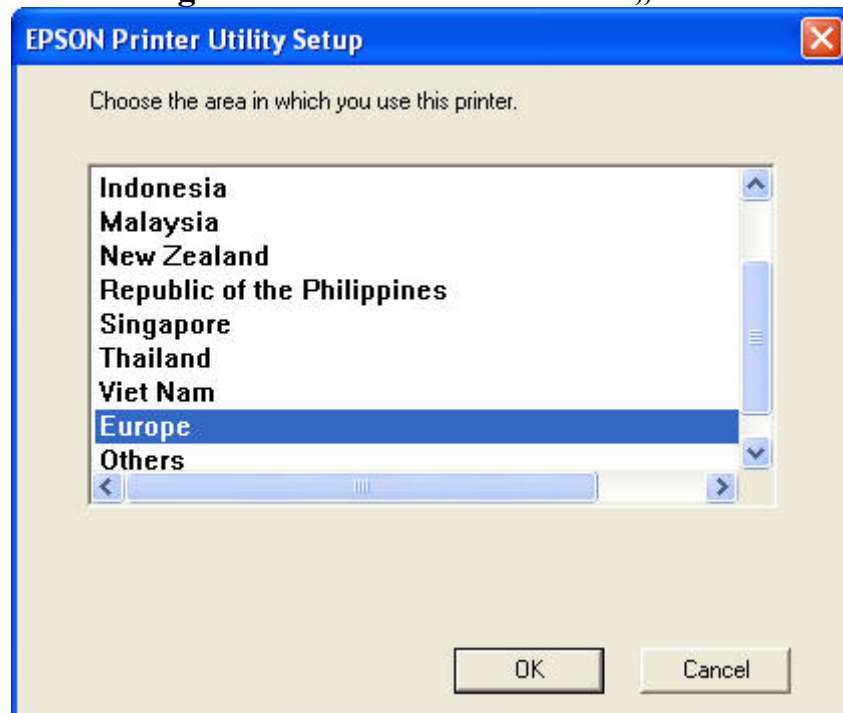 EPSON Printer Utility Setup
Choose the area in which you use this printer.
Indonesia
Malaysia
New Zealand
Republic of the Philippines
Singapore
Thailand
Viet Nam
Europe
Others
OK Cancel